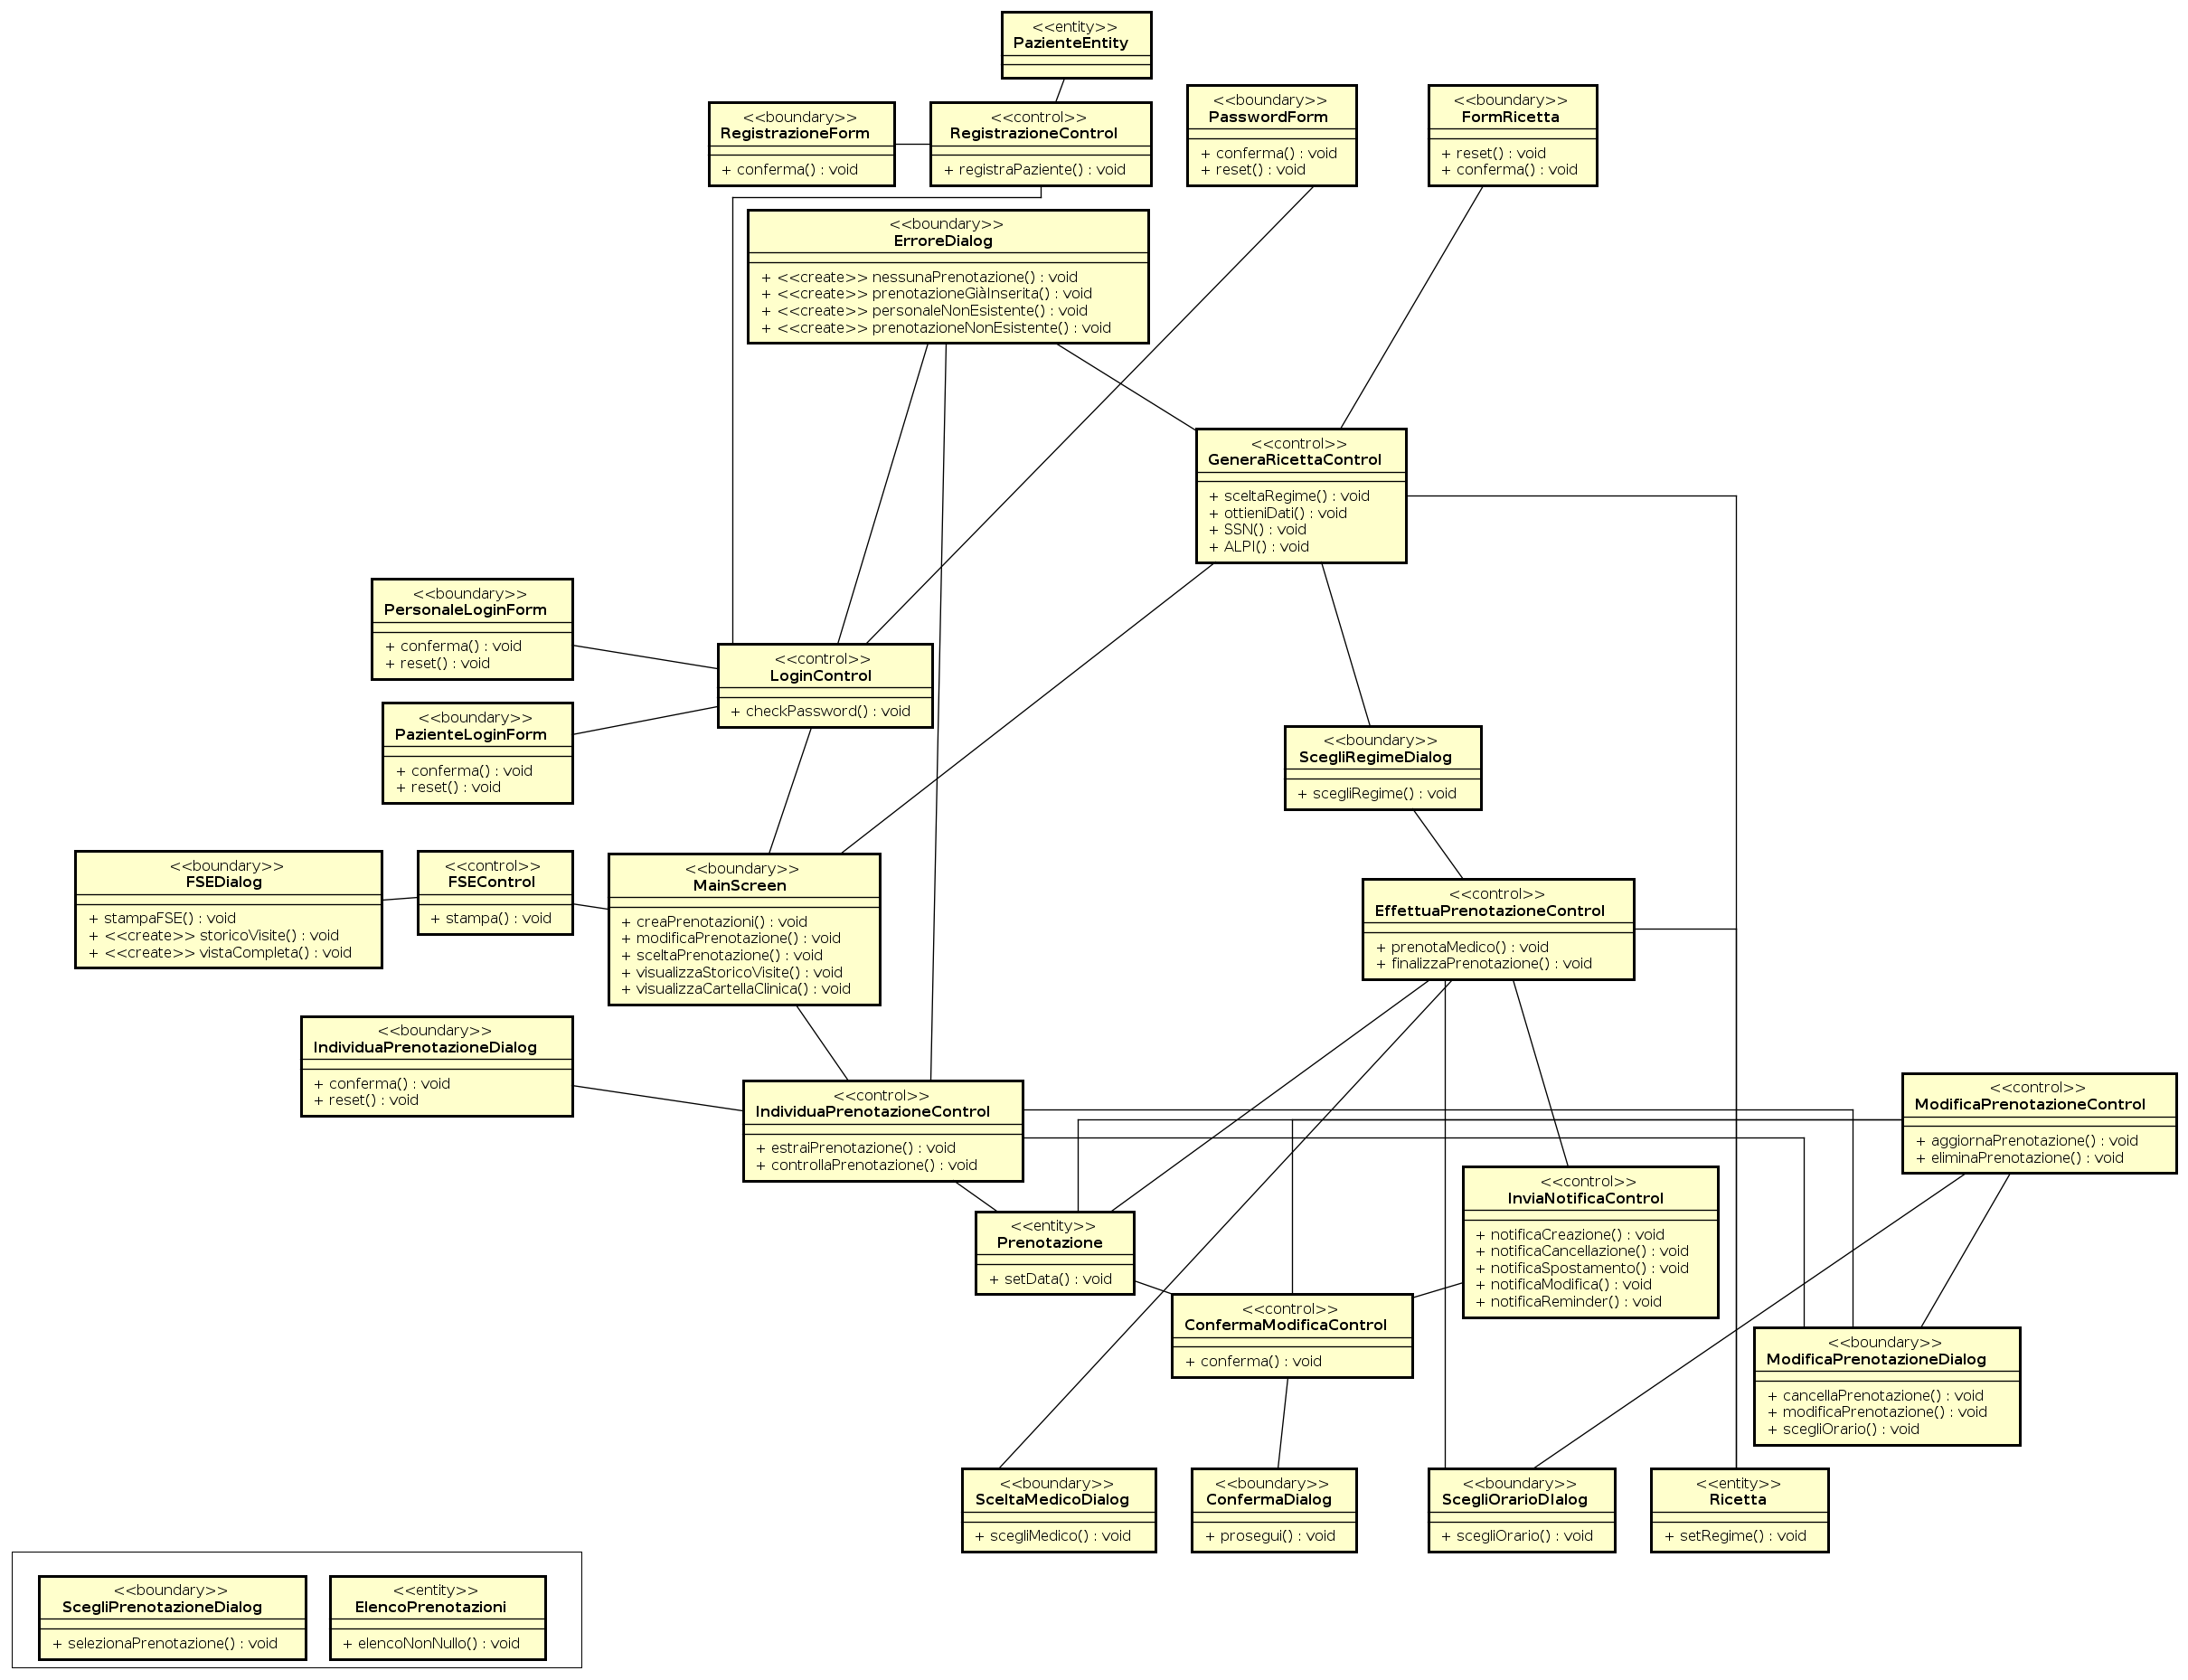 <<entity>>
PazienteEntity
<<boundary>>
RegistrazioneForm
+ conferma() : void
<<control>>
RegistrazioneControl
+ registraPaziente() : void
<<boundary>>
PasswordForm
+ conferma() : void
+ reset() : void
<<boundary>>
FormRicetta
+ reset() : void
+ conferma() : void
<<boundary>>
ErroreDialog
+ <<create>> nessunaPrenotazione() : void
+ <<create>> prenotazioneGiàInserita() : void
+ <<create>> personaleNonEsistente() : void
+ <<create>> prenotazioneNonEsistente() : void
<<control>>
GeneraRicettaControl
+ sceltaRegime() : void
+ ottieniDati() : void
+ SSN() : void
+ ALPI() : void
<<boundary>>
PersonaleLoginForm
+ conferma() : void
+ reset() : void
<<control>>
LoginControl
+ checkPassword() : void
<<boundary>>
PazienteLoginForm
+ conferma() : void
+ reset() : void
<<boundary>>
ScegliRegimeDialog
+ scegliRegime() : void
<<boundary>>
FSEDialog
+ stampaFSE() : void
+ <<create>> storicoVisite() : void
+ <<create>> vistaCompleta() : void
<<control>>
FSEControl
+ stampa() : void
<<boundary>>
MainScreen
+ creaPrenotazioni() : void
+ modificaPrenotazione() : void
+ sceltaPrenotazione() : void
+ visualizzaStoricoVisite() : void
+ visualizzaCartellaClinica() : void
<<control>>
EffettuaPrenotazioneControl
+ prenotaMedico() : void
+ finalizzaPrenotazione() : void
<<boundary>>
IndividuaPrenotazioneDialog
+ conferma() : void
+ reset() : void
<<control>>
IndividuaPrenotazioneControl
+ estraiPrenotazione() : void
+ controllaPrenotazione() : void
<<control>>
ModificaPrenotazioneControl
+ aggiornaPrenotazione() : void
+ eliminaPrenotazione() : void
<<control>>
InviaNotificaControl
+ notificaCreazione() : void
+ notificaCancellazione() : void
+ notificaSpostamento() : void
+ notificaModifica() : void
+ notificaReminder() : void
<<entity>>
Prenotazione
+ setData() : void
<<control>>
ConfermaModificaControl
+ conferma() : void
<<boundary>>
ModificaPrenotazioneDialog
+ cancellaPrenotazione() : void
+ modificaPrenotazione() : void
+ scegliOrario() : void
<<boundary>>
SceltaMedicoDialog
+ scegliMedico() : void
<<boundary>>
ConfermaDialog
+ prosegui() : void
<<boundary>>
ScegliOrarioDIalog
+ scegliOrario() : void
<<entity>>
Ricetta
+ setRegime() : void
<<boundary>>
ScegliPrenotazioneDialog
+ selezionaPrenotazione() : void
<<entity>>
ElencoPrenotazioni
+ elencoNonNullo() : void